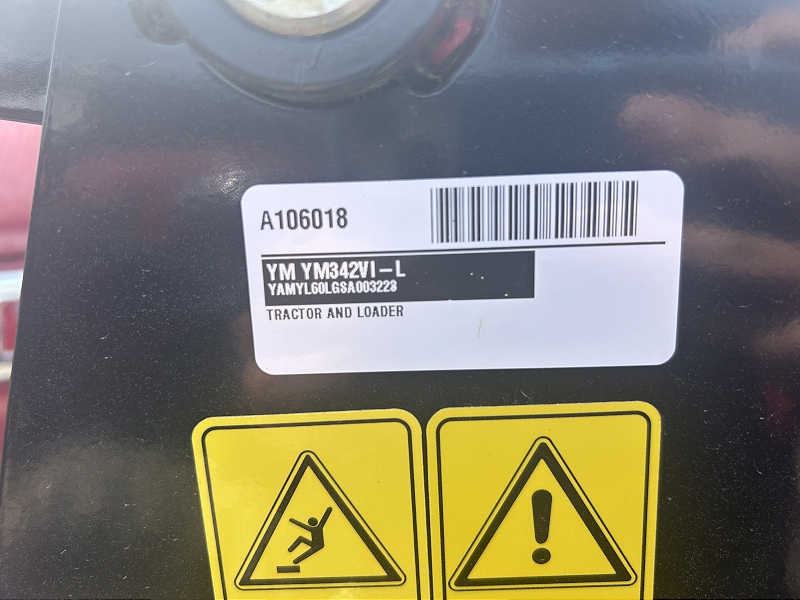 A106018
YM YM342VI-L
YAMYL60LGSA003228
TRACTOR AND LOADER